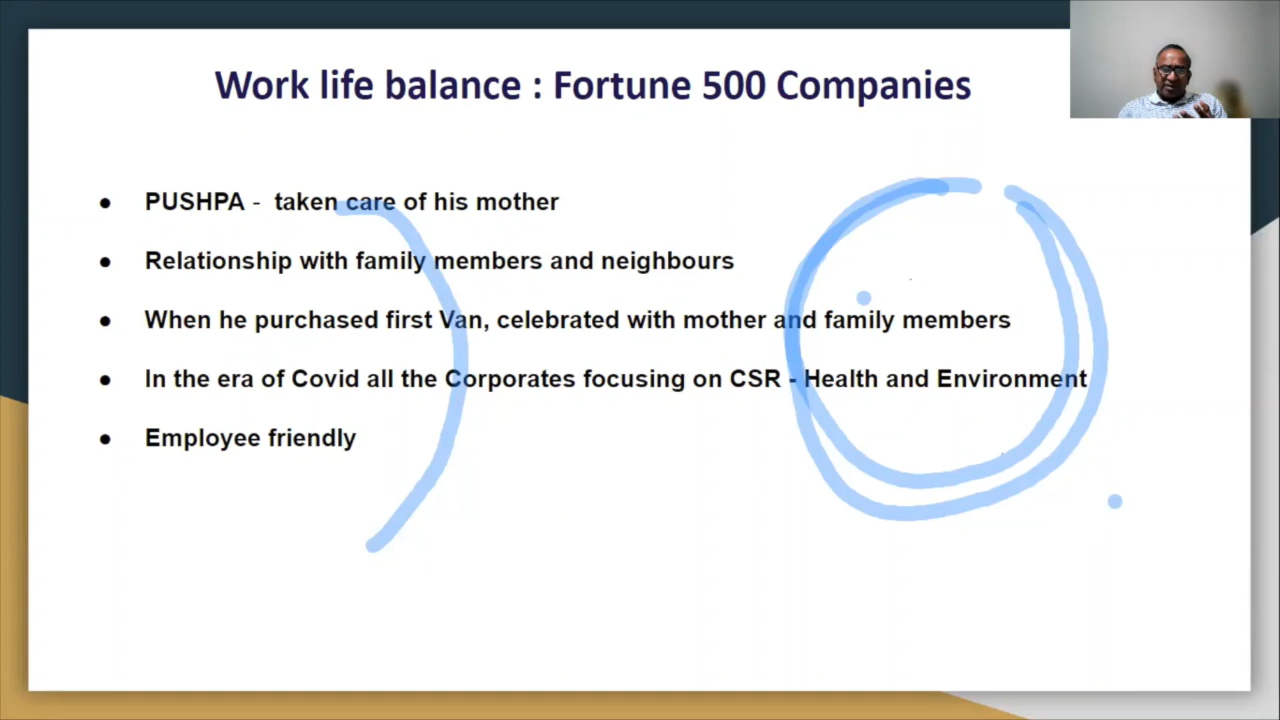 Work life balance : Fortune 500 Companies
● PUSHPA - taken care of his mother
● Relationship with family members and neighbours
● When he purchased first Van, celebrated with mother and family members
● In the era of Covid all the Corporates focusing on CSR - Health and Environment
● Employee friendly